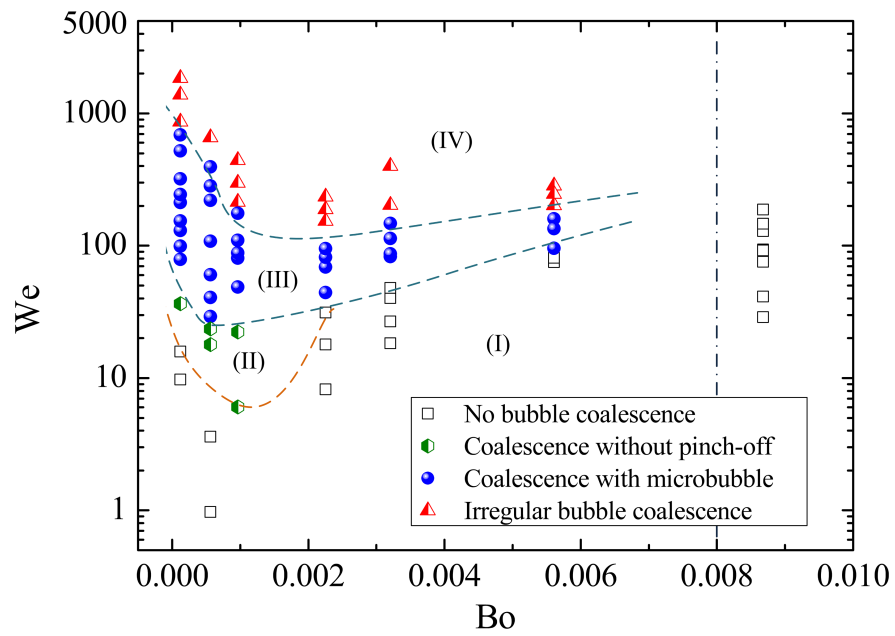 5000
1000
100
10
1
We
(IV)
(III)
(II)
(I)
No bubble coalescence
Coalescence without pinch-off
Coalescence with microbubble
Irregular bubble coalescence
0.000 0.002 0.004 0.006 0.008 0.010
Bo